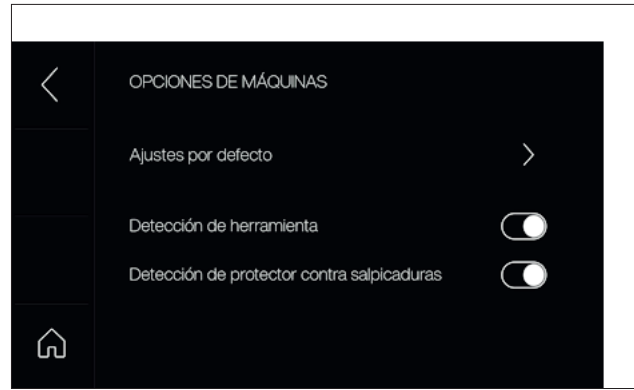 OPCIONES DE MÁQUINAS
Ajustes por defecto
Detección de herramienta
Detección de protector contra salpicaduras